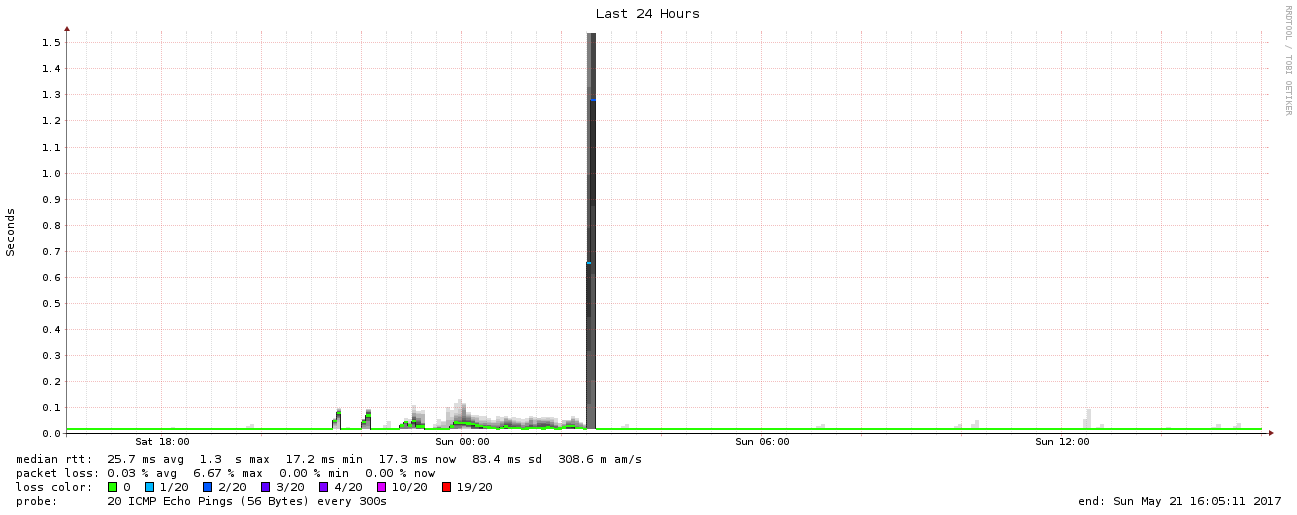 Last 24 Hours
RRDTOOL / TOBI OETIKER
Seconds
1.5
1.4
1.3
1.2
1.1
1.0
0.9
0.8
0.7
0.6
0.5
0.4
0.3
0.2
0.1
0.0
Sat 18:00 Sun 00:00 Sun 06:00 Sun 12:00
median rtt: 25.7 ms avg 1.3 s max 17.2 ms min 17.3 ms now 83.4 ms sd 308.6 m am/s
packet loss: 0.03 % avg 6.67 % max 0.00 % min 0.00 % now
loss color: 0 1/20 2/20 3/20 4/20 10/20 19/20
probe: 20 ICMP Echo Pings (56 Bytes) every 300s end: Sun May 21 16:05:11 2017